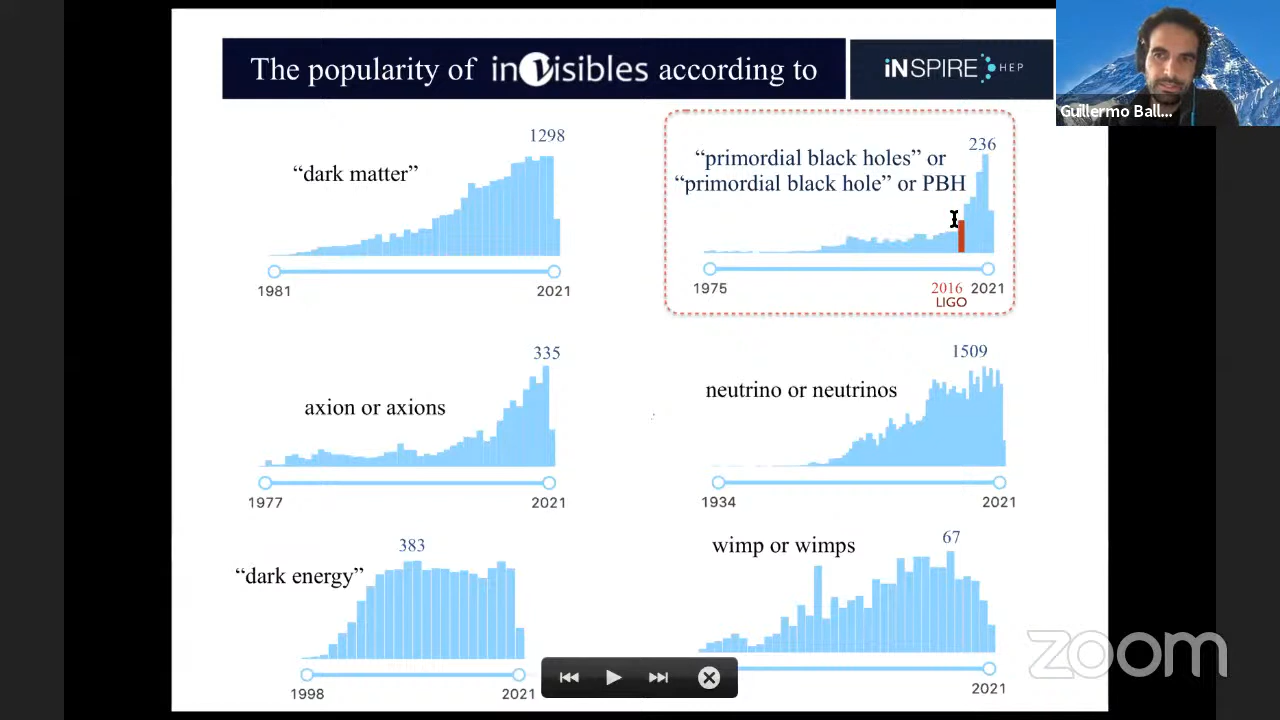 The popularity of invisibles according to
iNSPIRE HEP
Guillermo Ball...
1298
“dark matter”
1981
2021
236
“primordial black holes” or
“primordial black hole” or PBH
1975
2016
2021
LIGO
335
axion or axions
1977
2021
1509
neutrino or neutrinos
1934
2021
383
“dark energy”
1998
2021
67
wimp or wimps
2021
zoom